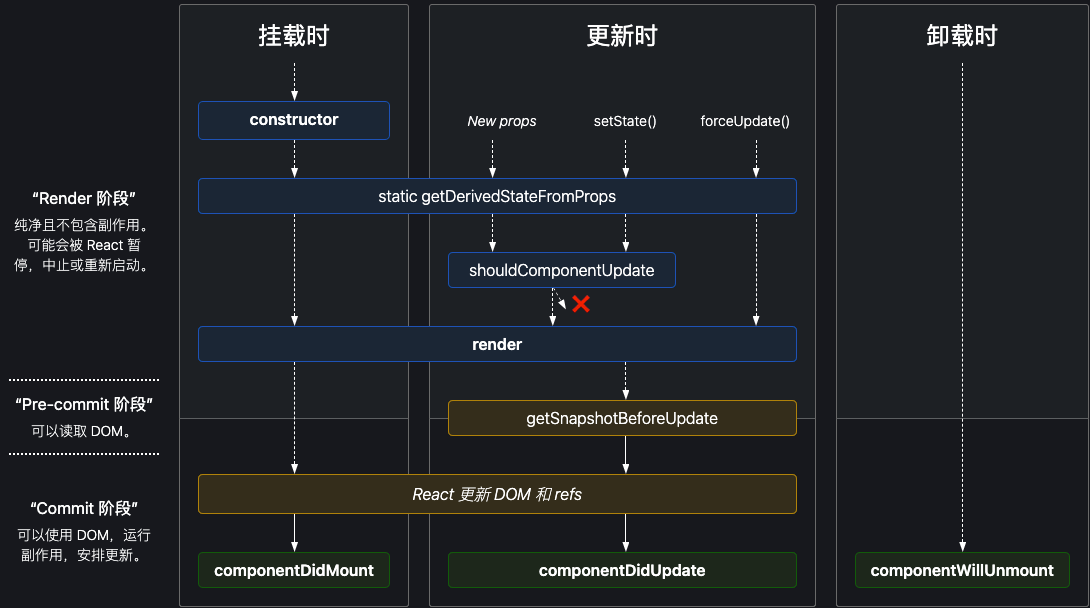 挂载时
更新时
卸载时
constructor
New props
setState()
forceUpdate()
“Render 阶段”
纯净且不包含副作用。
可能会被 React 暂
停，中止或重新启动。
static getDerivedStateFromProps
shouldComponentUpdate
render
“Pre-commit 阶段”
可以读取 DOM。
getSnapshotBeforeUpdate
“Commit 阶段”
可以使用 DOM，运行
副作用，安排更新。
React 更新 DOM 和 refs
componentDidMount
componentDidUpdate
componentWillUnmount